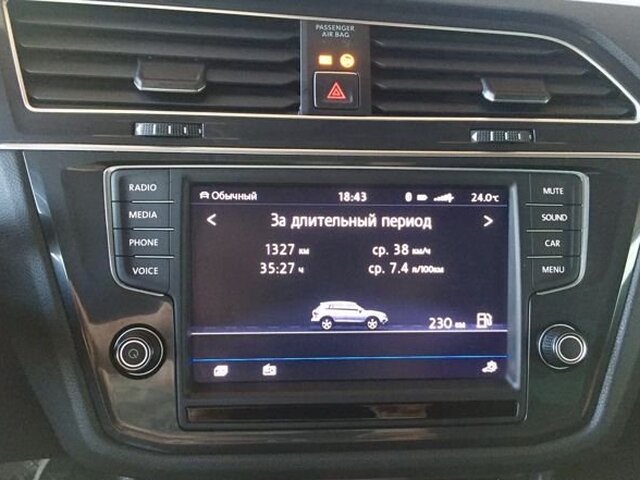 PASSENGER
AIR BAG
RADIO
MEDIA
PHONE
VOICE
Обычный 18:43 24.0°C
< За длительный период >
1327 км ср. 38 км/ч
35:27 ч ср. 7.4 л/100км
230 км
MUTE
SOUND
CAR
MENU